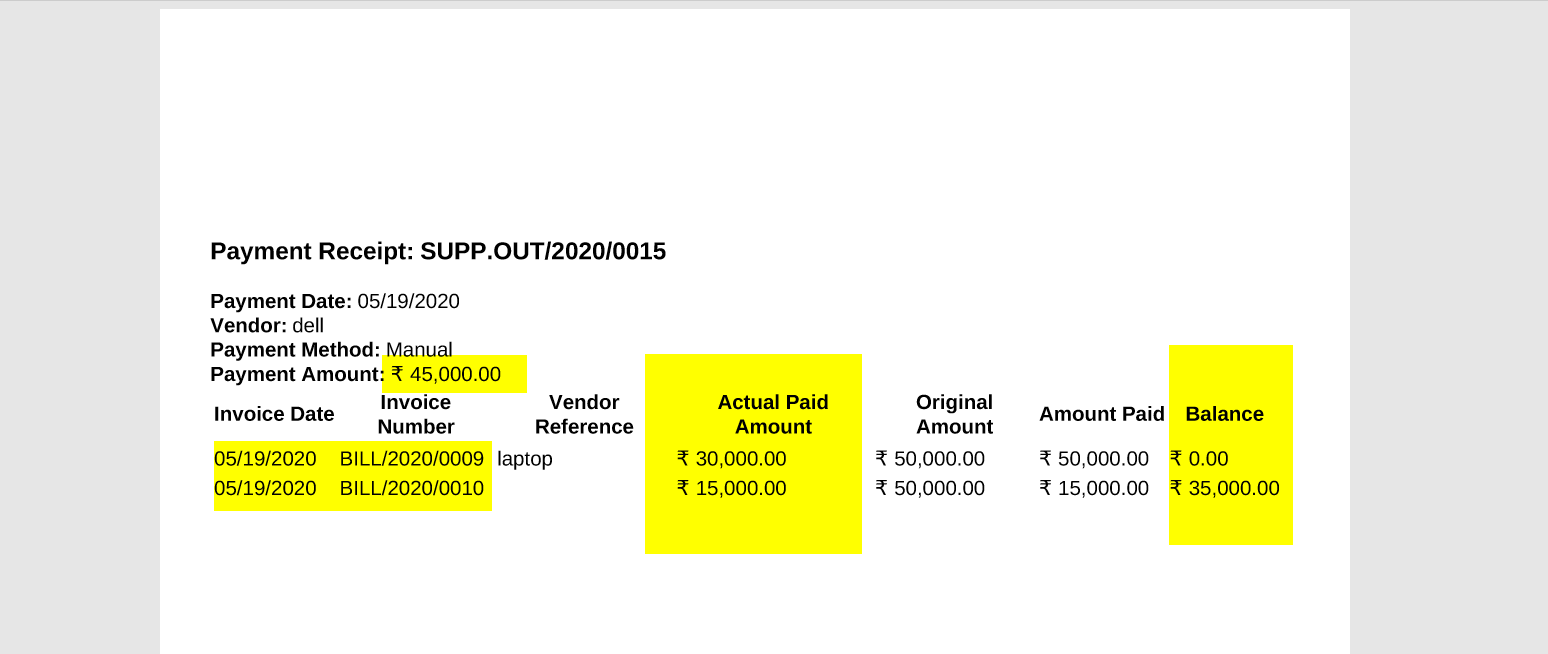 Payment Receipt: SUPP.OUT/2020/0015
Payment Date: 05/19/2020
Vendor: dell
Payment Method: Manual
Payment Amount: ₹ 45,000.00
Invoice Date Invoice Number Vendor Reference Actual Paid Amount Original Amount Amount Paid Balance
05/19/2020 BILL/2020/0009 laptop ₹ 30,000.00 ₹ 50,000.00 ₹ 50,000.00 ₹ 0.00
05/19/2020 BILL/2020/0010 ₹ 15,000.00 ₹ 50,000.00 ₹ 15,000.00 ₹ 35,000.00